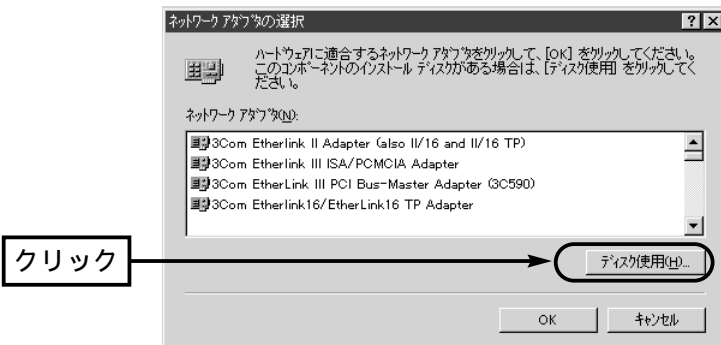 ネットワーク アダプタの選択
ハードウェアに適合するネットワーク アダプタをクリックして、[OK] をクリックしてください。
このコンポーネントのインストール ディスクがある場合は、[ディスク使用] をクリックしてく
ださい。
ネットワーク アダプタ(N):
3Com Etherlink II Adapter (also II/16 and II/16 TP)
3Com Etherlink III ISA/PCMCIA Adapter
3Com EtherLink III PCI Bus-Master Adapter (3C590)
3Com Etherlink16/EtherLink16 TP Adapter
クリック
ディスク使用(H)...
OK
キャンセル